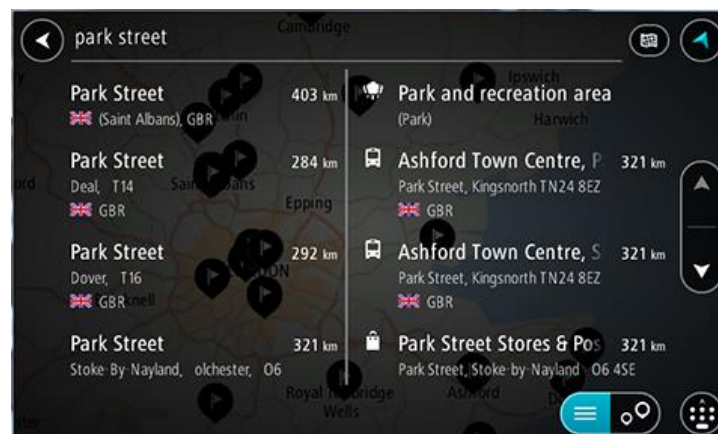 park street
Park Street 403 km
(Saint Albans), GBR
Park Street 284 km
Deal, T14
GBR
Park Street 292 km
Dover, T16
GBR
Park Street 321 km
Stoke-By-Nayland, olchester, O6
Park and recreation area
(Park)
Ashford Town Centre, P 321 km
Park Street, Kingsnorth TN24 8EZ
GBR
Ashford Town Centre, S 321 km
Park Street, Kingsnorth TN24 8EZ
GBR
Park Street Stores & Pos 321 km
Park Street, Stoke-by-Nayland O6 4SE
Cambridge
Ipswich
Harwich
Epping
Ashford
Wells